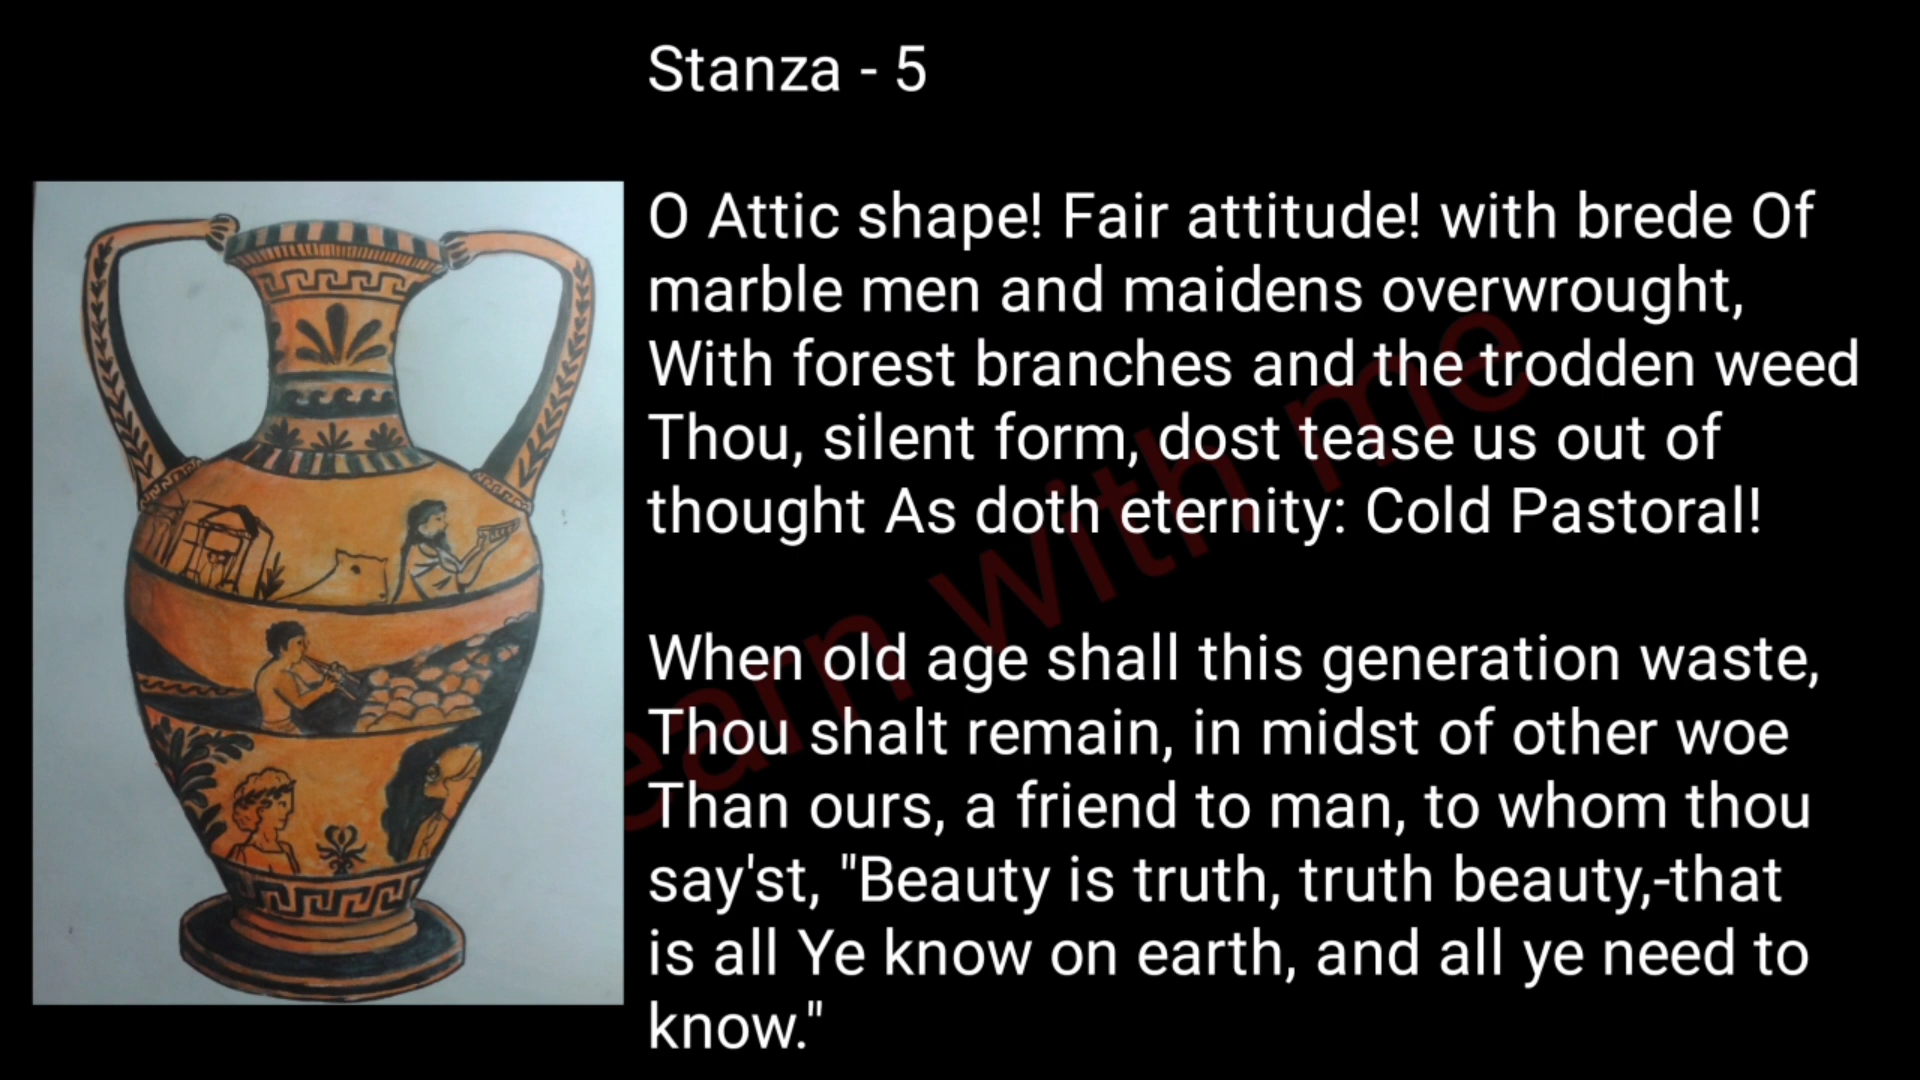 Stanza - 5
O Attic shape! Fair attitude! with brede Of
marble men and maidens overwrought,
With forest branches and the trodden weed
Thou, silent form, dost tease us out of
thought As doth eternity: Cold Pastoral!
When old age shall this generation waste,
Thou shalt remain, in midst of other woe
Than ours, a friend to man, to whom thou
say'st, "Beauty is truth, truth beauty,-that
is all Ye know on earth, and all ye need to
know."
earn with me